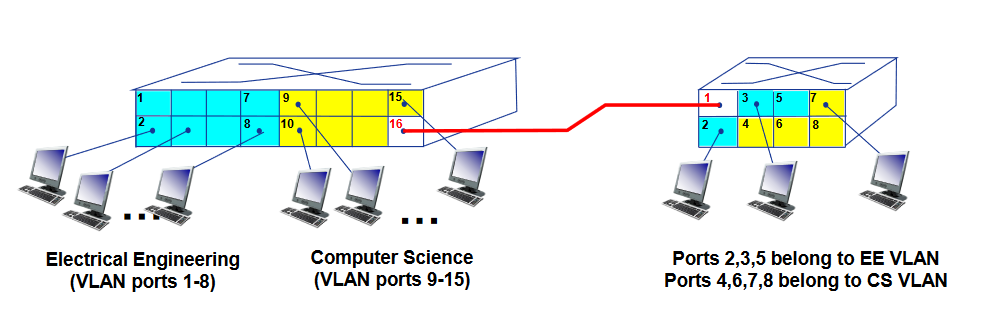 1 7 9 15
2 8 10 16
1 3 5 7
2 4 6 8
...
...
Electrical Engineering
(VLAN ports 1-8)
Computer Science
(VLAN ports 9-15)
Ports 2,3,5 belong to EE VLAN
Ports 4,6,7,8 belong to CS VLAN